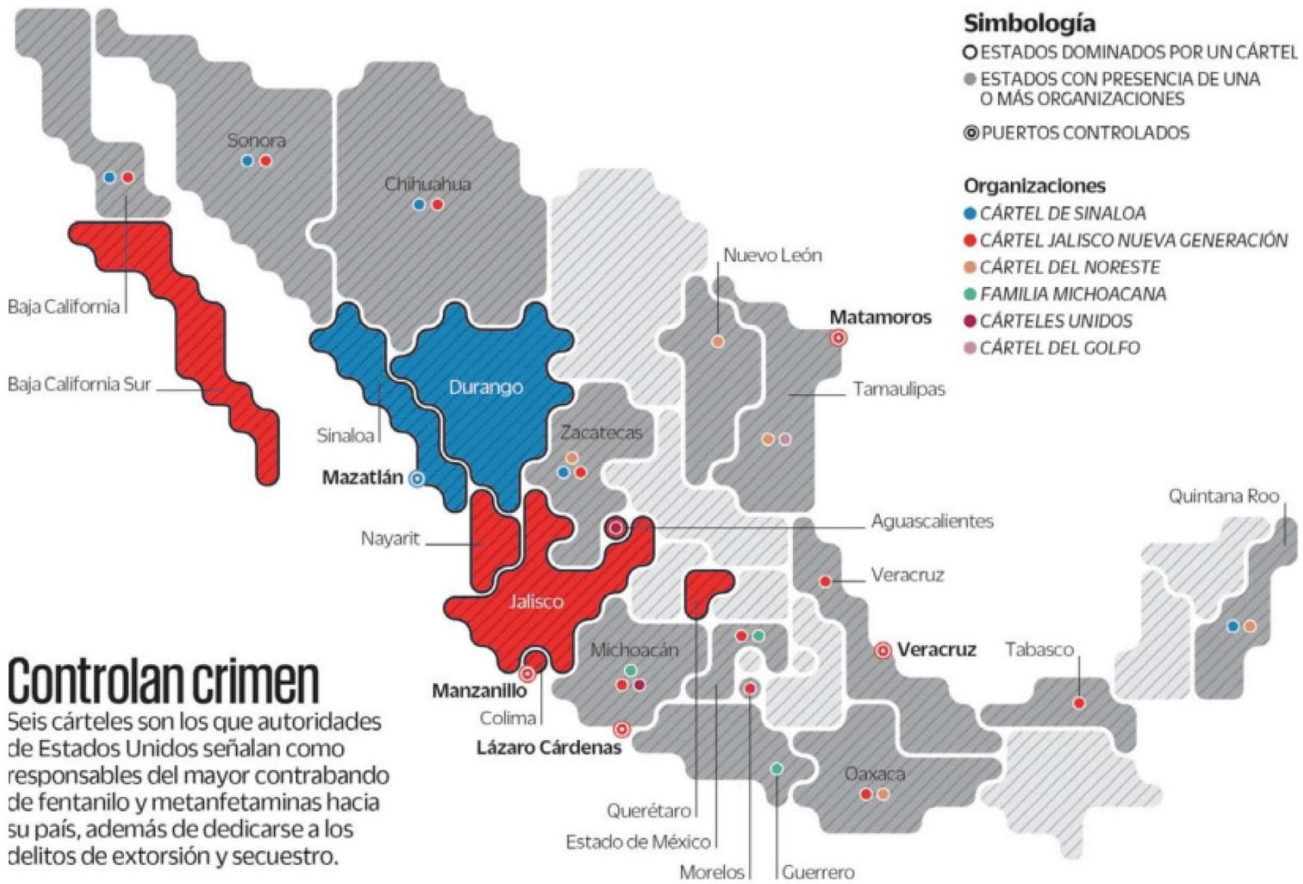 Simbología
ESTADOS DOMINADOS POR UN CÁRTEL
ESTADOS CON PRESENCIA DE UNA
O MÁS ORGANIZACIONES
PUERTOS CONTROLADOS
Organizaciones
CÁRTEL DE SINALOA
CÁRTEL JALISCO NUEVA GENERACIÓN
CÁRTEL DEL NORESTE
FAMILIA MICHOACANA
CÁRTELES UNIDOS
CÁRTEL DEL GOLFO
Sonora
Chihuahua
Nuevo León
Baja California
Matamoros
Baja California Sur
Durango
Tamaulipas
Sinaloa
Zacatecas
Mazatlán
Quintana Roo
Nayarit
Aguascalientes
Veracruz
Jalisco
Michoacán
Veracruz
Tabasco
Manzanillo
Colima
Lázaro Cárdenas
Oaxaca
Querétaro
Estado de México
Morelos
Guerrero
Controlan crimen
Seis cárteles son los que autoridades
de Estados Unidos señalan como
responsables del mayor contrabando
de fentanilo y metanfetaminas hacia
su país, además de dedicarse a los
delitos de extorsión y secuestro.